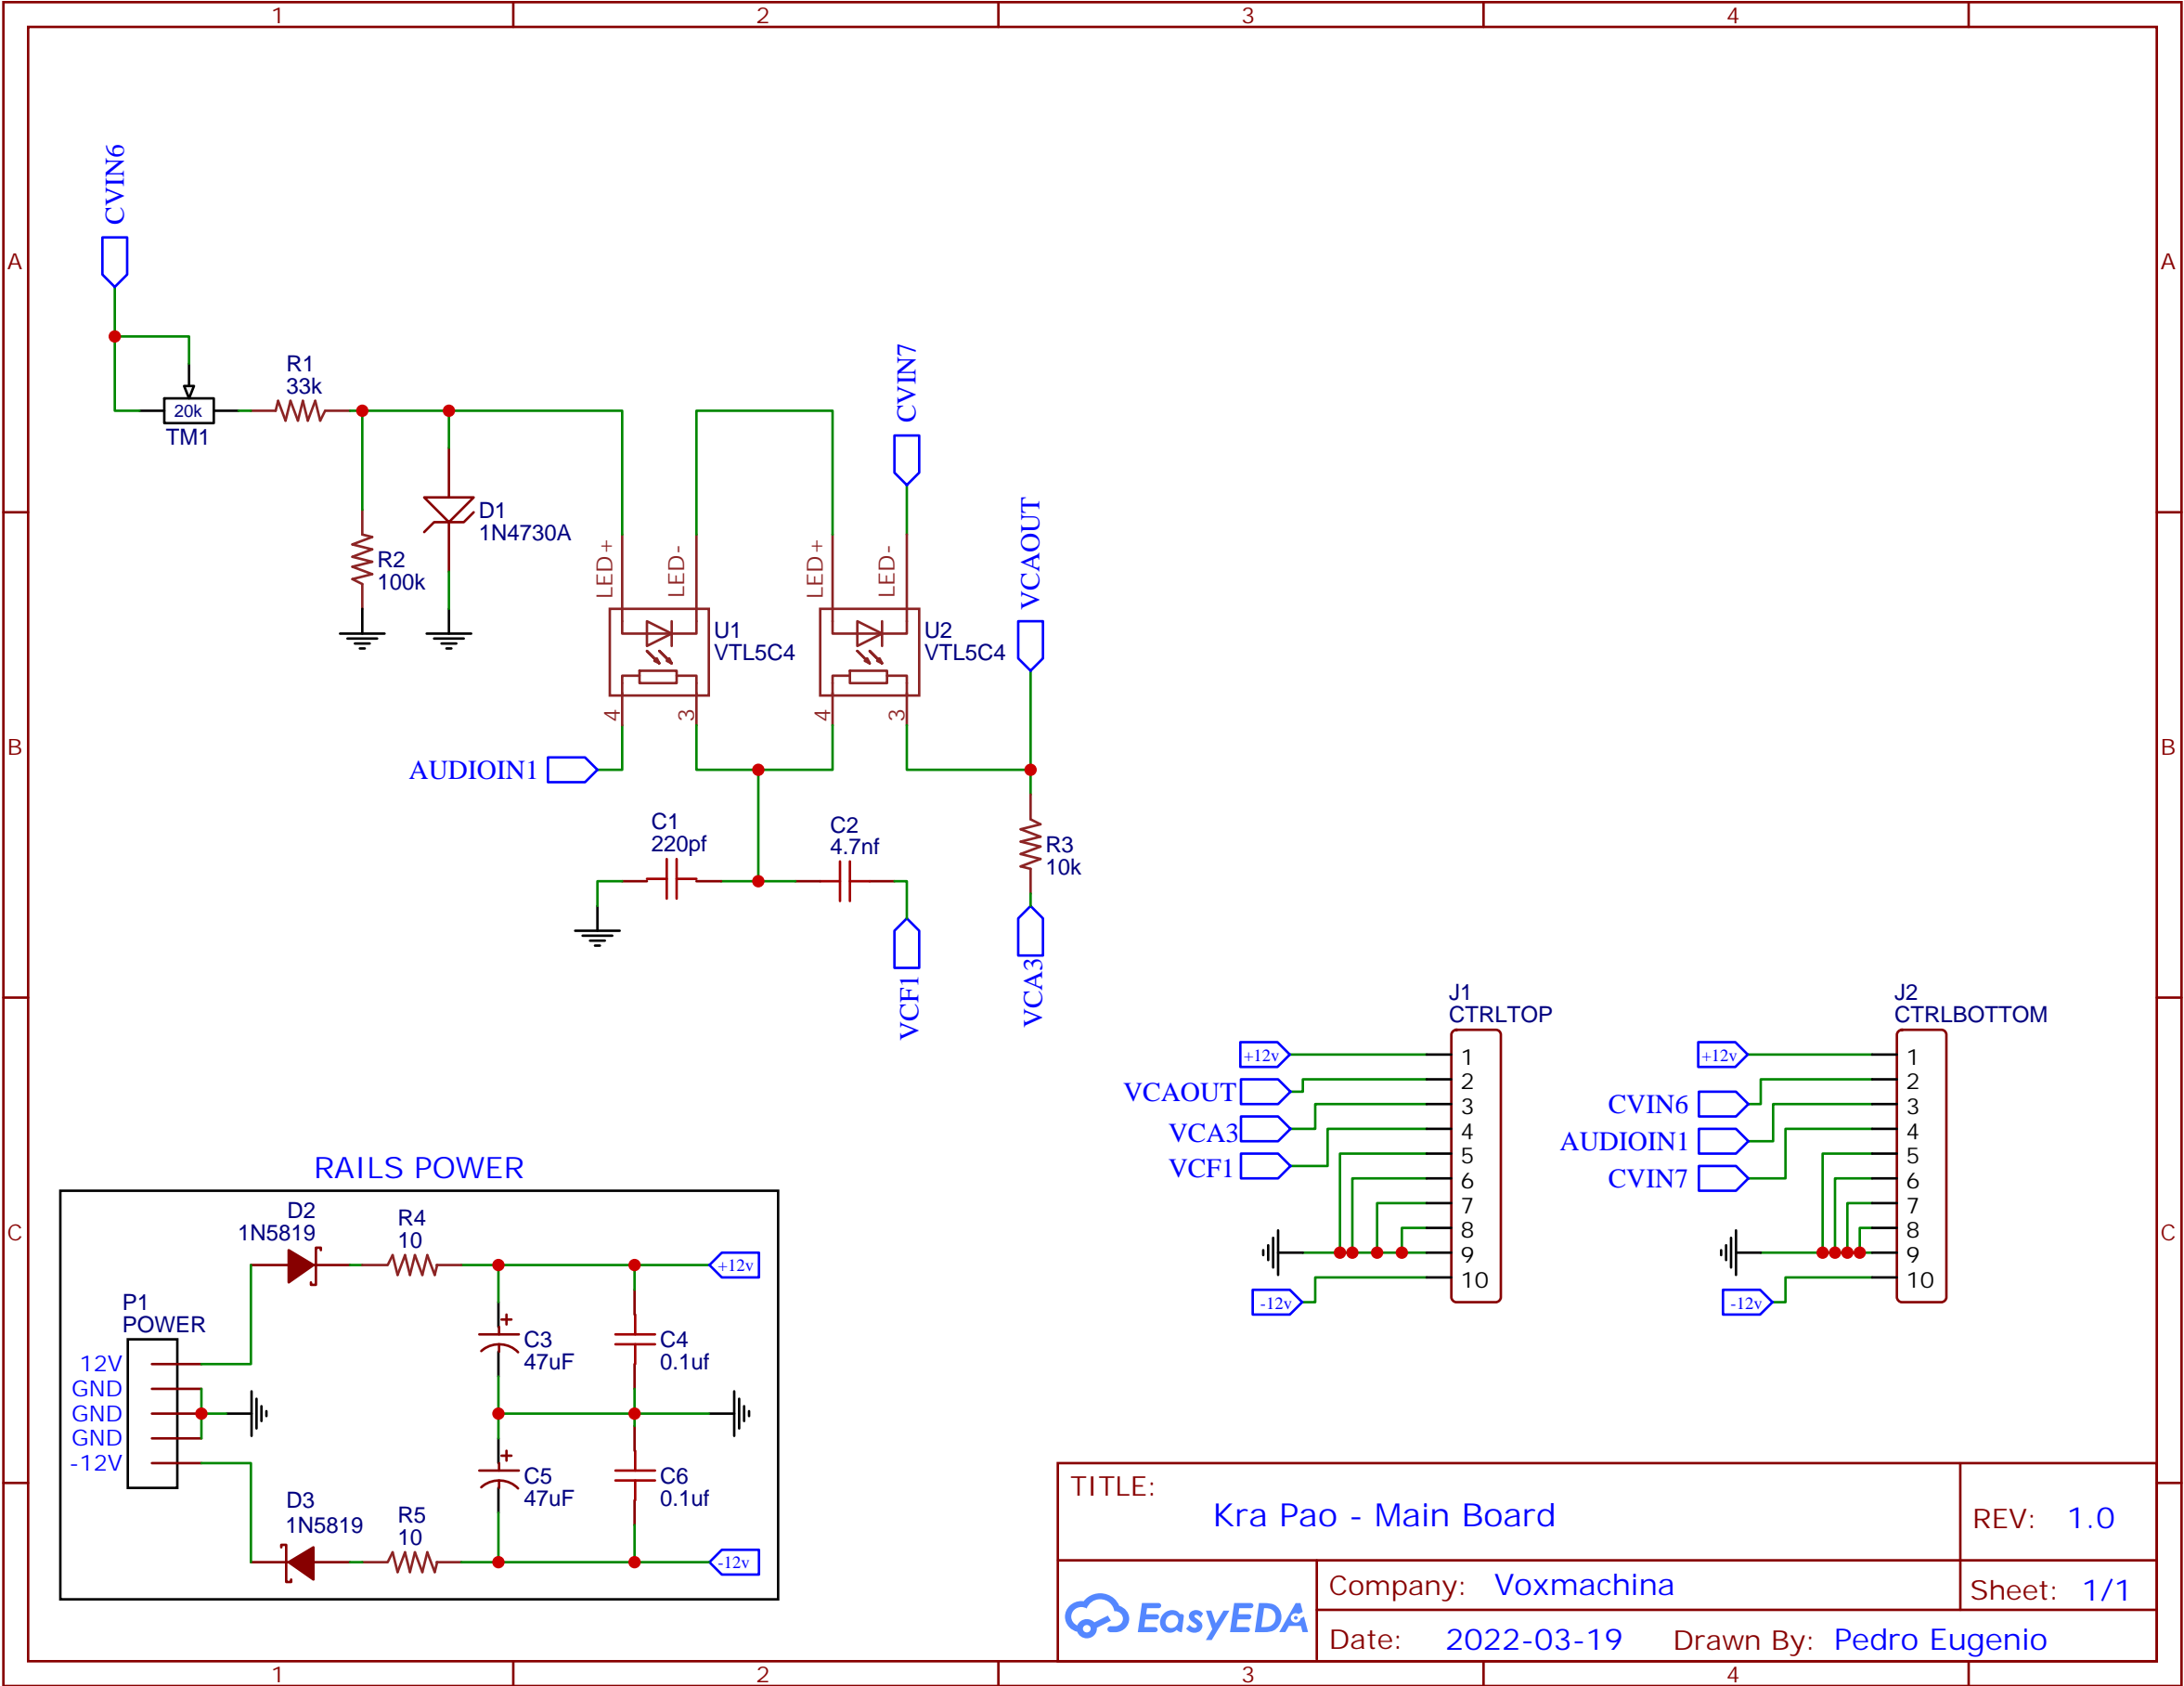 1 2 3 4
A A
B B
C C
CVIN6
20k
TM1
R1
33k
R2
100k
D1
1N4730A
LED+
LED-
U1
VTL5C4
4
3
LED+
LED-
U2
VTL5C4
4
3
CVIN7
VCAOUT
AUDIOIN1
C1
220pf
C2
4.7nf
R3
10k
VCF1
VCA3
J1
CTRLTOP
+12v
VCAOUT
VCA3
VCF1
-12v
1
2
3
4
5
6
7
8
9
10
J2
CTRLBOTTOM
+12v
CVIN6
AUDIOIN1
CVIN7
-12v
1
2
3
4
5
6
7
8
9
10
RAILS POWER
D2
1N5819
R4
10
+12v
P1
POWER
12V
GND
GND
GND
-12V
C3
47uF
C4
0.1uf
C5
47uF
C6
0.1uf
D3
1N5819
R5
10
-12v
TITLE:
Kra Pao - Main Board
REV: 1.0
EasyEDA
Company: Voxmachina
Sheet: 1/1
Date: 2022-03-19 Drawn By: Pedro Eugenio
1 2 3 4